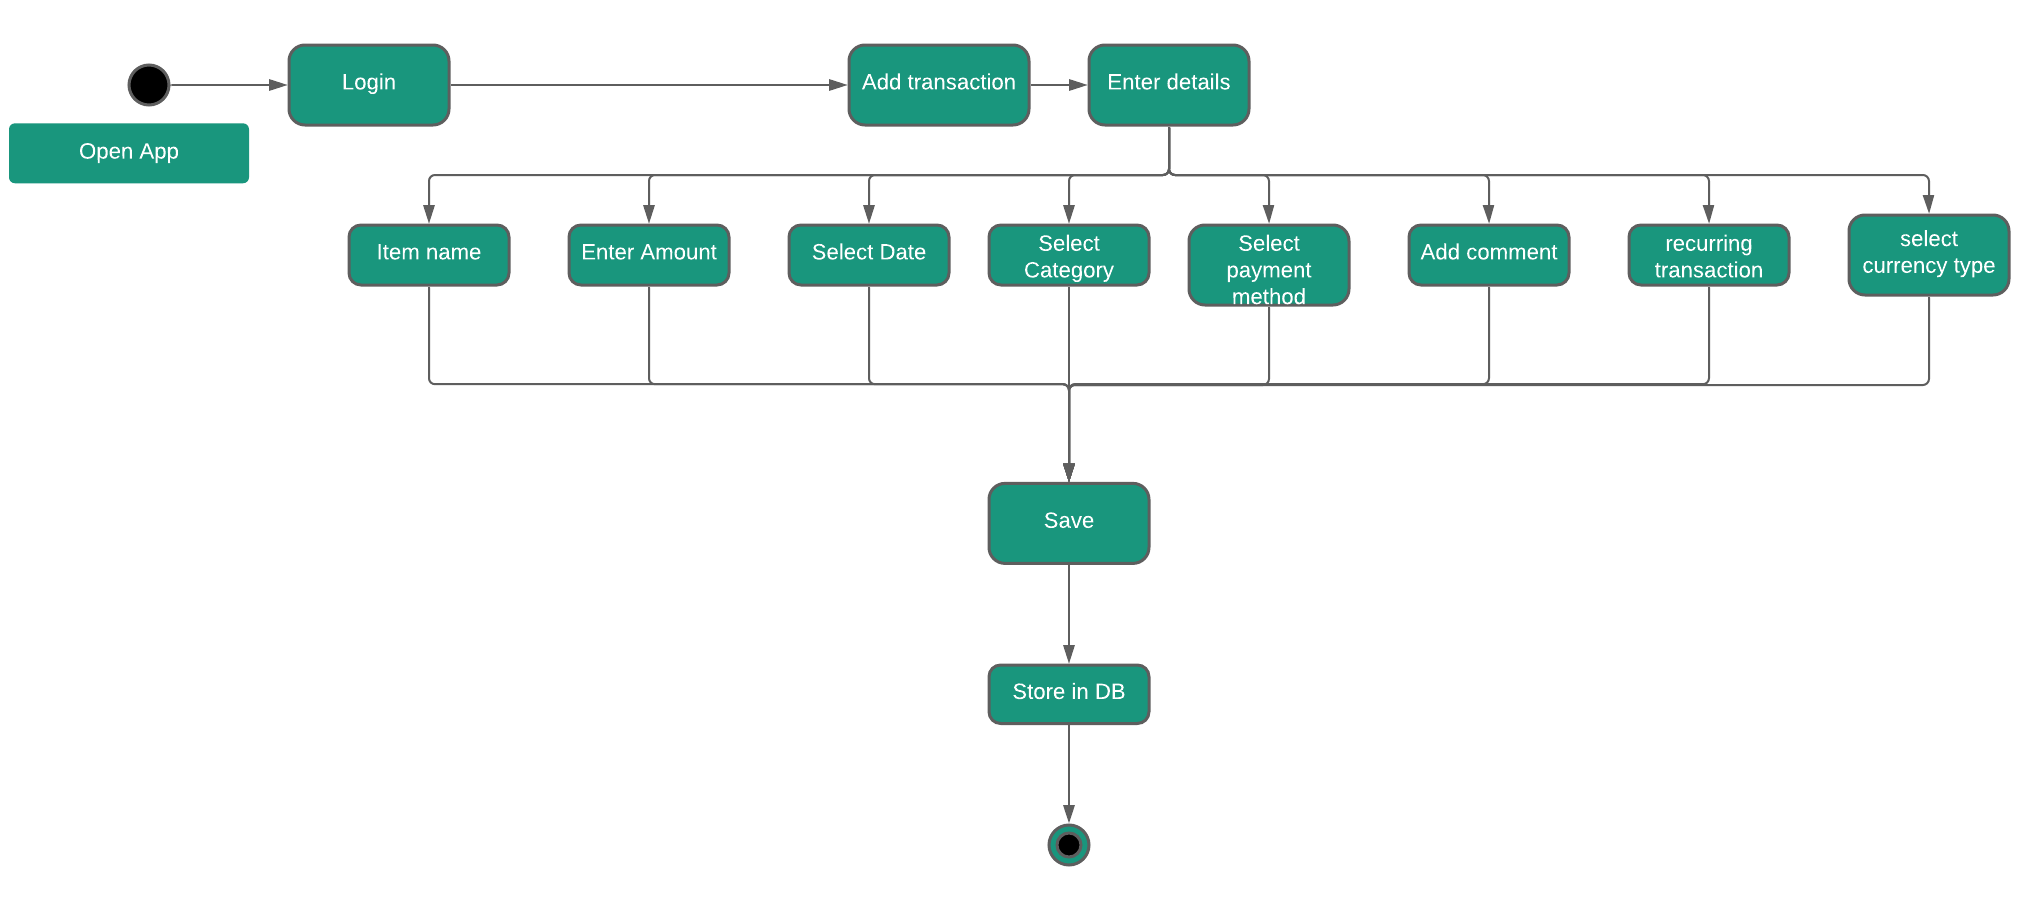 Login
Add transaction
Enter details
Open App
Item name
Enter Amount
Select Date
Select
Category
Select
payment
method
Add comment
recurring
transaction
select
currency type
Save
Store in DB